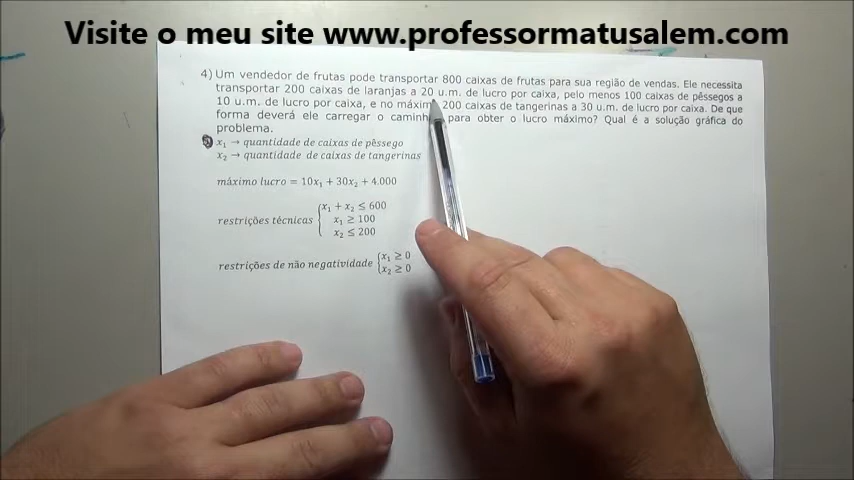 Visite o meu site www.professormatusalem.com
4) Um vendedor de frutas pode transportar 800 caixas de frutas para sua região de vendas. Ele necessita
transportar 200 caixas de laranjas a 20 u.m. de lucro por caixa, pelo menos 100 caixas de pêssegos a
10 u.m. de lucro por caixa, e no máximo 200 caixas de tangerinas a 30 u.m. de lucro por caixa. De que
forma deverá ele carregar o para obter o lucro máximo? Qual é a solução gráfica do
problema.
x₁ → quantidade de caixas de pêssego
x₂ → quantidade de caixas de tangerinas
máximo lucro = 10x₁ + 30x₂ + 4.000
x₁ + x₂ ≤ 600
restrições técnicas { x₁ ≥ 100
x₂ ≤ 200
x₁ ≥ 0
restrições de não negatividade { x₂ ≥ 0